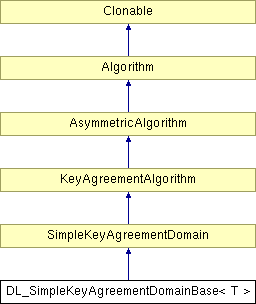 Clonable
Algorithm
AsymmetricAlgorithm
KeyAgreementAlgorithm
SimpleKeyAgreementDomain
DL_SimpleKeyAgreementDomainBase< T >